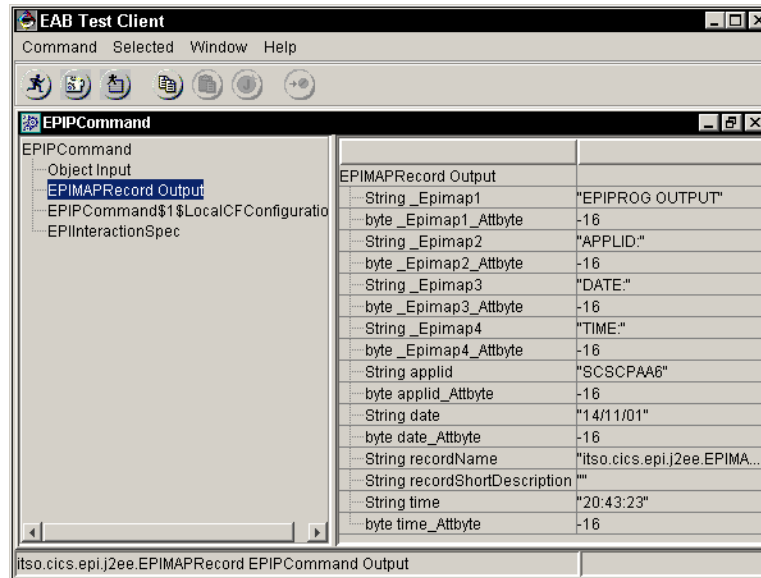 EAB Test Client
Command Selected Window Help
EPIPCommand
EPIPCommand
Object Input
EPIMAPRecord Output
EPIPCommand$1$LocalCFConfiguratio
EPIInteractionSpec
EPIMAPRecord Output
String _Epimap1 "EPIPROG OUTPUT"
byte _Epimap1_Attbyte -16
String _Epimap2 "APPLID:"
byte _Epimap2_Attbyte -16
String _Epimap3 "DATE:"
byte _Epimap3_Attbyte -16
String _Epimap4 "TIME:"
byte _Epimap4_Attbyte -16
String applid "SCSCPAA6"
byte applid_Attbyte -16
String date "14/11/01"
byte date_Attbyte -16
String recordName "itso.cics.epi.j2ee.EPIMA...
String recordShortDescription ""
String time "20:43:23"
byte time_Attbyte -16
itso.cics.epi.j2ee.EPIMAPRecord EPIPCommand Output